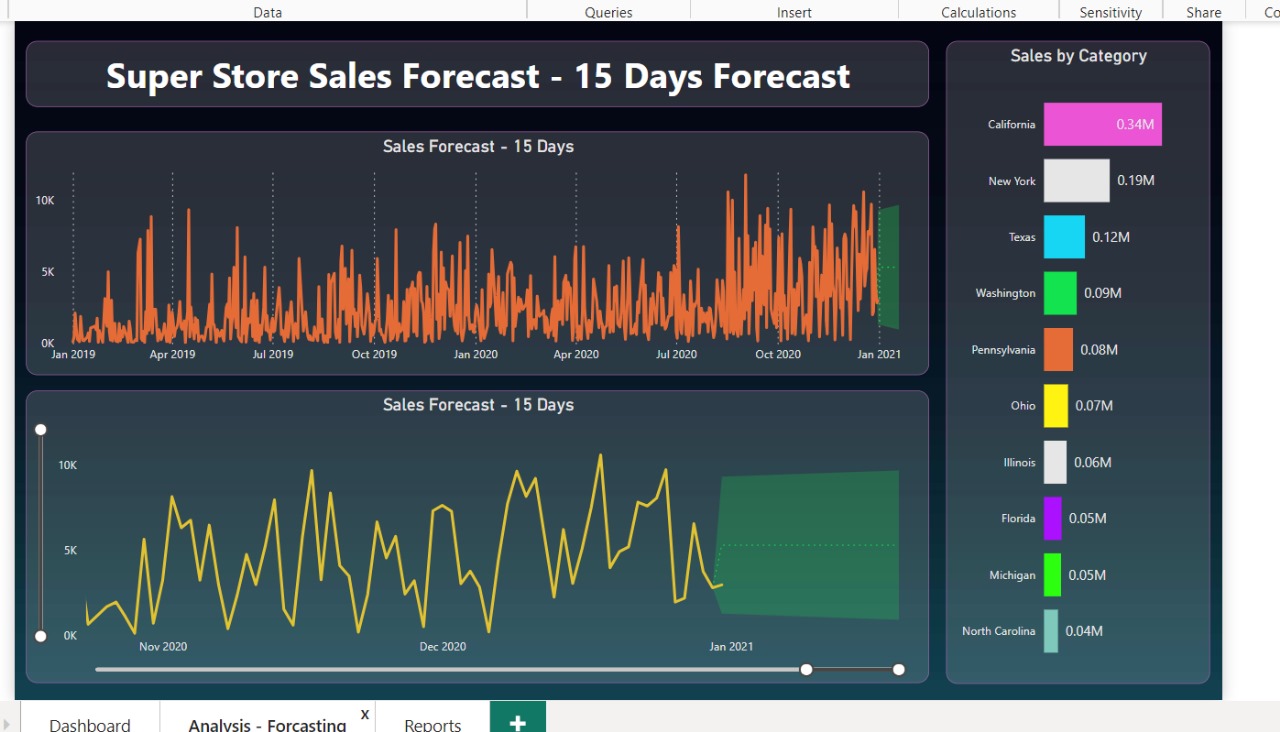 Data Queries Insert Calculations Sensitivity Share Co
Super Store Sales Forecast - 15 Days Forecast
Sales Forecast - 15 Days
10K
5K
0K
Jan 2019 Apr 2019 Jul 2019 Oct 2019 Jan 2020 Apr 2020 Jul 2020 Oct 2020 Jan 2021
Sales Forecast - 15 Days
10K
5K
0K
Nov 2020 Dec 2020 Jan 2021
Sales by Category
California 0.34M
New York 0.19M
Texas 0.12M
Washington 0.09M
Pennsylvania 0.08M
Ohio 0.07M
Illinois 0.06M
Florida 0.05M
Michigan 0.05M
North Carolina 0.04M
Dashboard Analysis - Forcasting x Reports +